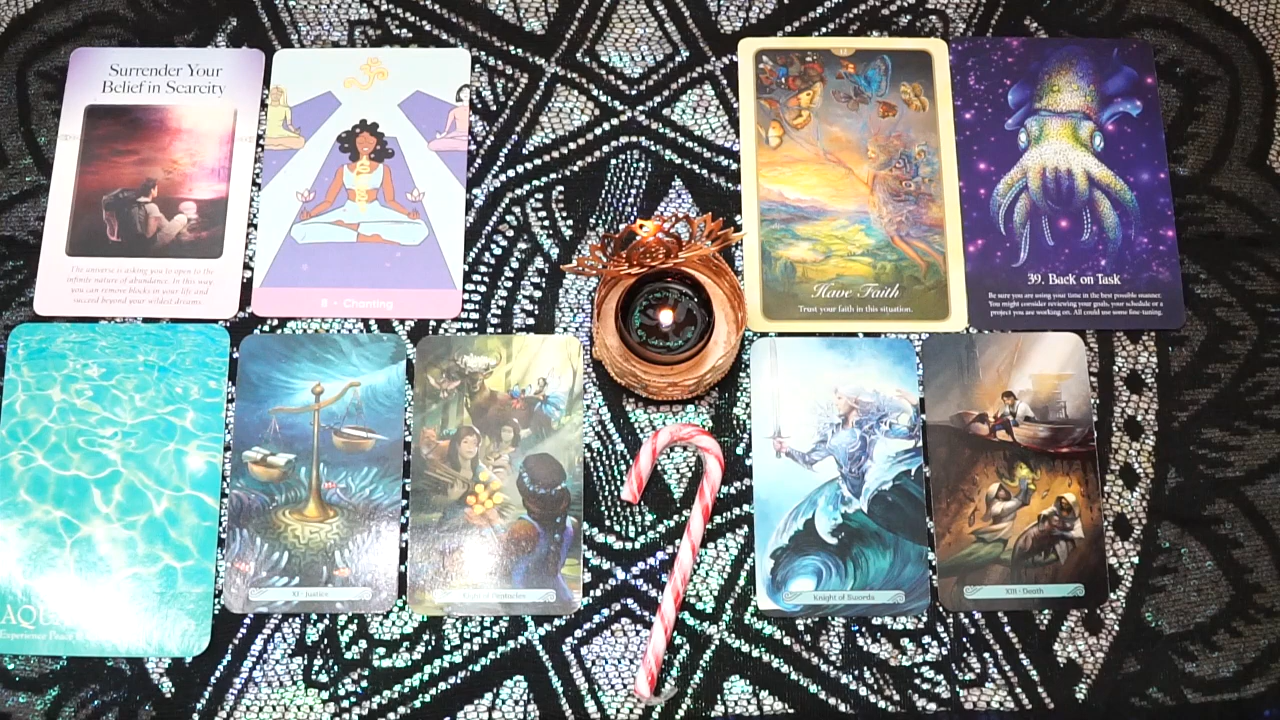 Surrender Your
Belief in Scarcity
The universe is asking you to open to the
infinite nature of abundance. In this way
you can remove blocks in your life and
succeed beyond your wildest dreams.
8 • Chanting
Have Faith
Trust your faith in this situation.
39. Back on Task
Be sure you are using your time in the best possible manner.
You might consider reviewing your goals, your schedule or a
project you are working on. All could use some fine-tuning.
AQU
Experience Peace
XI • Justice
of Pentacles
Knight of Swords
XIII • Death